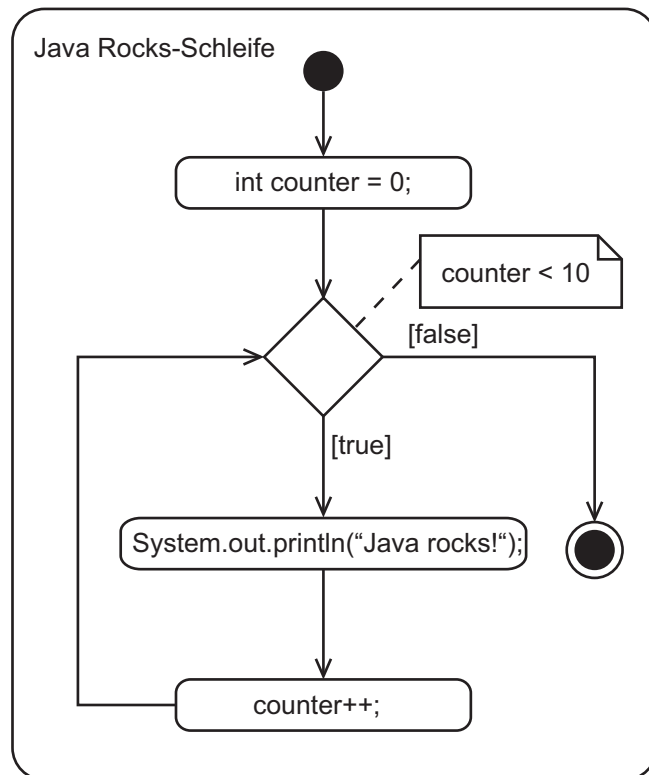 Java Rocks-Schleife
int counter = 0;
counter < 10
[false]
[true]
System.out.println(“Java rocks!“);
counter++;